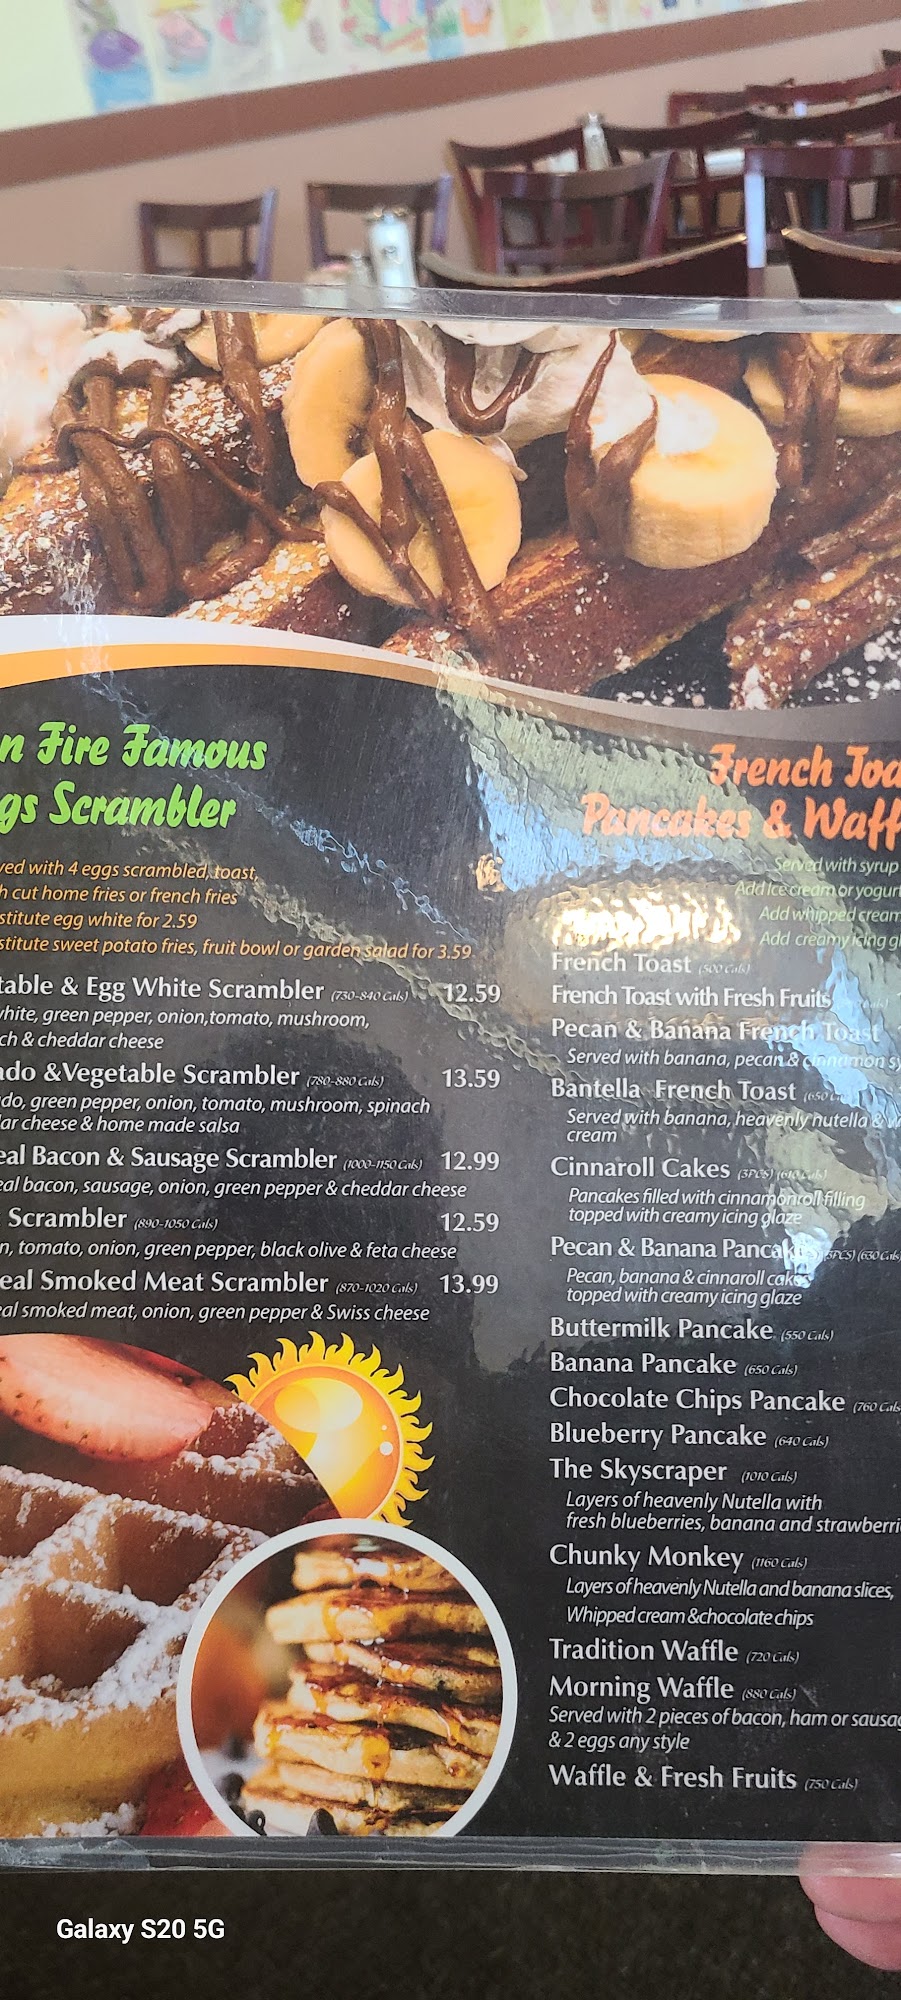 n Fire Famous
gs Scrambler
ved with 4 eggs scrambled, toast,
h cut home fries or french fries
stitute egg white for 2.59
stitute sweet potato fries, fruit bowl or garden salad for 3.59
table & Egg White Scrambler (730-840 Cals) 12.59
white, green pepper, onion,tomato, mushroom,
ch & cheddar cheese
ado &Vegetable Scrambler (780-880 Cals) 13.59
do, green pepper, onion, tomato, mushroom, spinach
ar cheese & home made salsa
eal Bacon & Sausage Scrambler (1000-1150 Cals) 12.99
eal bacon, sausage, onion, green pepper & cheddar cheese
Scrambler (890-1050 Cals) 12.59
n, tomato, onion, green pepper, black olive & feta cheese
eal Smoked Meat Scrambler (870-1020 Cals) 13.99
eal smoked meat, onion, green pepper & Swiss cheese
French Toa
Pancakes & Waff
Served with syrup
Add Ice cream or yogurt
Add whipped cream
Add creamy icing gl
French Toast (500 Cals)
French Toast with Fresh Fruits
Pecan & Banana French Toast
Served with banana, pecan & cinnamon sy
Bantella French Toast (650
Served with banana, heavenly nutella & w
cream
Cinnaroll Cakes (3PCS) (610 Cals)
Pancakes filled with cinnamonroll filling
topped with creamy icing glaze
Pecan & Banana Pancakes (3PCS) (630 Cals
Pecan, banana & cinnaroll cakes
topped with creamy icing glaze
Buttermilk Pancake (550 Cals)
Banana Pancake (650 Cals)
Chocolate Chips Pancake (760 Cals
Blueberry Pancake (640 Cals)
The Skyscraper (1010 Cals)
Layers of heavenly Nutella with
fresh blueberries, banana and strawberri
Chunky Monkey (1160 Cals)
Layers of heavenly Nutella and banana slices,
Whipped cream &chocolate chips
Tradition Waffle (720 Cals)
Morning Waffle (880 Cals)
Served with 2 pieces of bacon, ham or sausag
& 2 eggs any style
Waffle & Fresh Fruits (750 Cals)
Galaxy S20 5G